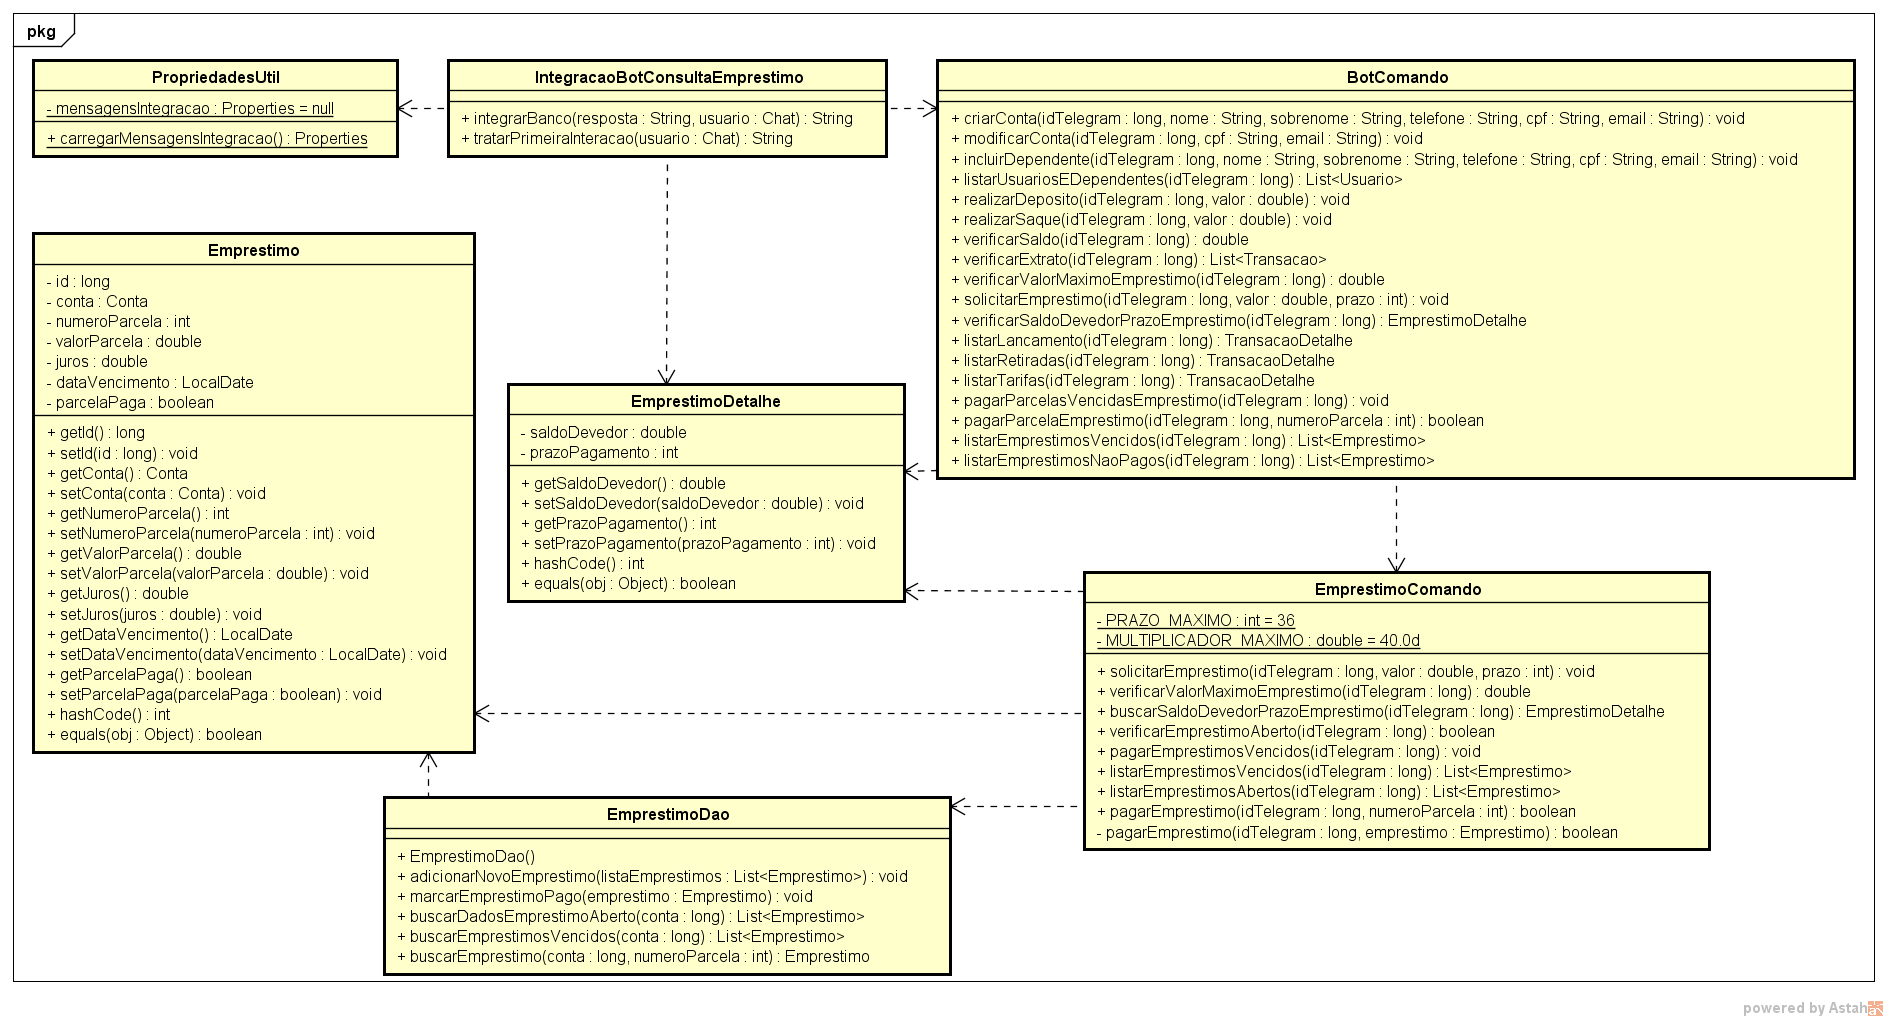 pkg
PropriedadesUtil
- mensagensIntegracao : Properties = null
+ carregarMensagensIntegracao() : Properties
IntegracaoBotConsultaEmprestimo
+ integrarBanco(resposta : String, usuario : Chat) : String
+ tratarPrimeiraInteracao(usuario : Chat) : String
BotComando
+ criarConta(idTelegram : long, nome : String, sobrenome : String, telefone : String, cpf : String, email : String) : void
+ modificarConta(idTelegram : long, cpf : String, email : String) : void
+ incluirDependente(idTelegram : long, nome : String, sobrenome : String, telefone : String, cpf : String, email : String) : void
+ listarUsuariosEDependentes(idTelegram : long) : List<Usuario>
+ realizarDeposito(idTelegram : long, valor : double) : void
+ realizarSaque(idTelegram : long, valor : double) : void
+ verificarSaldo(idTelegram : long) : double
+ verificarExtrato(idTelegram : long) : List<Transacao>
+ verificarValorMaximoEmprestimo(idTelegram : long) : double
+ solicitarEmprestimo(idTelegram : long, valor : double, prazo : int) : void
+ verificarSaldoDevedorPrazoEmprestimo(idTelegram : long) : EmprestimoDetalhe
+ listarLancamento(idTelegram : long) : TransacaoDetalhe
+ listarRetiradas(idTelegram : long) : TransacaoDetalhe
+ listarTarifas(idTelegram : long) : TransacaoDetalhe
+ pagarParcelasVencidasEmprestimo(idTelegram : long) : void
+ pagarParcelaEmprestimo(idTelegram : long, numeroParcela : int) : boolean
+ listarEmprestimosVencidos(idTelegram : long) : List<Emprestimo>
+ listarEmprestimosNaoPagos(idTelegram : long) : List<Emprestimo>
Emprestimo
- id : long
- conta : Conta
- numeroParcela : int
- valorParcela : double
- juros : double
- dataVencimento : LocalDate
- parcelaPaga : boolean
+ getId() : long
+ setId(id : long) : void
+ getConta() : Conta
+ setConta(conta : Conta) : void
+ getNumeroParcela() : int
+ setNumeroParcela(numeroParcela : int) : void
+ getValorParcela() : double
+ setValorParcela(valorParcela : double) : void
+ getJuros() : double
+ setJuros(juros : double) : void
+ getDataVencimento() : LocalDate
+ setDataVencimento(dataVencimento : LocalDate) : void
+ getParcelaPaga() : boolean
+ setParcelaPaga(parcelaPaga : boolean) : void
+ hashCode() : int
+ equals(obj : Object) : boolean
EmprestimoDetalhe
- saldoDevedor : double
- prazoPagamento : int
+ getSaldoDevedor() : double
+ setSaldoDevedor(saldoDevedor : double) : void
+ getPrazoPagamento() : int
+ setPrazoPagamento(prazoPagamento : int) : void
+ hashCode() : int
+ equals(obj : Object) : boolean
EmprestimoComando
- PRAZO_MAXIMO : int = 36
- MULTIPLICADOR_MAXIMO : double = 40.0d
+ solicitarEmprestimo(idTelegram : long, valor : double, prazo : int) : void
+ verificarValorMaximoEmprestimo(idTelegram : long) : double
+ buscarSaldoDevedorPrazoEmprestimo(idTelegram : long) : EmprestimoDetalhe
+ verificarEmprestimoAberto(idTelegram : long) : boolean
+ pagarEmprestimosVencidos(idTelegram : long) : void
+ listarEmprestimosVencidos(idTelegram : long) : List<Emprestimo>
+ listarEmprestimosAbertos(idTelegram : long) : List<Emprestimo>
+ pagarEmprestimo(idTelegram : long, numeroParcela : int) : boolean
- pagarEmprestimo(idTelegram : long, emprestimo : Emprestimo) : boolean
EmprestimoDao
+ EmprestimoDao()
+ adicionarNovoEmprestimo(listaEmprestimos : List<Emprestimo>) : void
+ marcarEmprestimoPago(emprestimo : Emprestimo) : void
+ buscarDadosEmprestimoAberto(conta : long) : List<Emprestimo>
+ buscarEmprestimosVencidos(conta : long) : List<Emprestimo>
+ buscarEmprestimo(conta : long, numeroParcela : int) : Emprestimo
powered by Astah